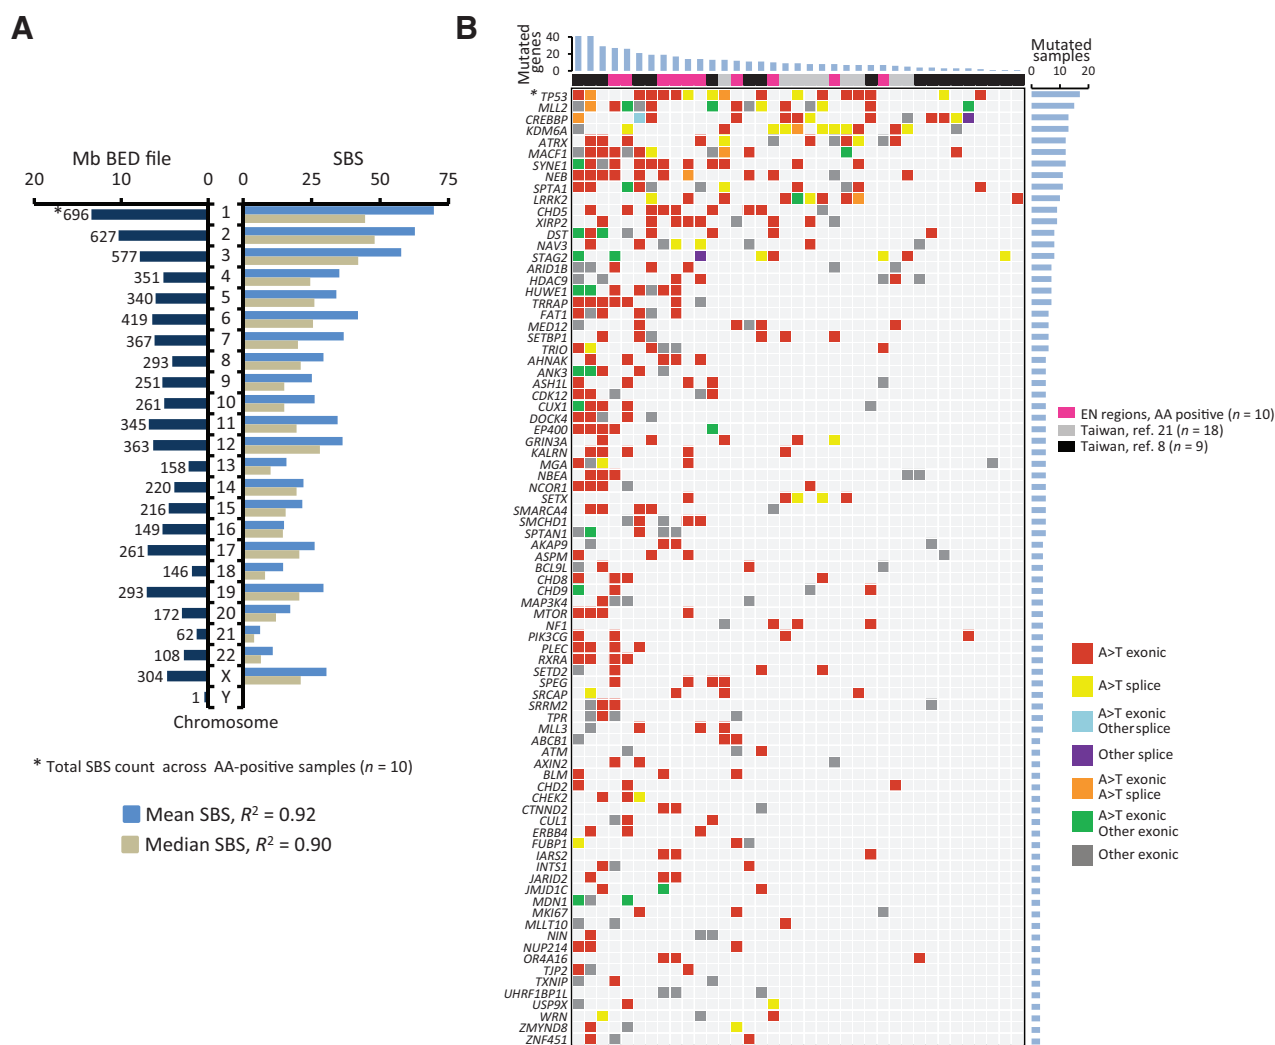 A
Mb BED file
SBS
20 10 0 0 25 50 75
*696 1
627 2
577 3
351 4
340 5
419 6
367 7
293 8
251 9
261 10
345 11
363 12
158 13
220 14
216 15
149 16
261 17
146 18
293 19
172 20
62 21
108 22
304 X
1 Y
Chromosome
* Total SBS count across AA-positive samples (n = 10)
Mean SBS, R² = 0.92
Median SBS, R² = 0.90
B
Mutated genes
40
20
0
Mutated samples
0 10 20
* TP53
MLL2
CREBBP
KDM6A
ATRX
MACF1
SYNE1
NEB
SPTA1
LRRK2
CHD5
XIRP2
DST
NAV3
STAG2
ARID1B
HDAC9
HUWE1
TRRAP
FAT1
MED12
SETBP1
TRIO
AHNAK
ANK3
ASH1L
CDK12
CUX1
DOCK4
EP400
GRIN3A
KALRN
MGA
NBEA
NCOR1
SETX
SMARCA4
SMCHD1
SPTAN1
AKAP9
ASPM
BCL9L
CHD8
CHD9
MAP3K4
MTOR
NF1
PIK3CG
PLEC
RXRA
SETD2
SPEG
SRCAP
SRRM2
TPR
MLL3
ABCB1
ATM
AXIN2
BLM
CHD2
CHEK2
CTNND2
CUL1
ERBB4
FUBP1
IARS2
INTS1
JARID2
JMJD1C
MDN1
MKI67
MLLT10
NIN
NUP214
OR4A16
TJP2
TXNIP
UHRF1BP1L
USP9X
WRN
ZMYND8
ZNF451
EN regions, AA positive (n = 10)
Taiwan, ref. 21 (n = 18)
Taiwan, ref. 8 (n = 9)
A>T exonic
A>T splice
A>T exonic
Other splice
Other splice
A>T exonic
A>T splice
A>T exonic
Other exonic
Other exonic